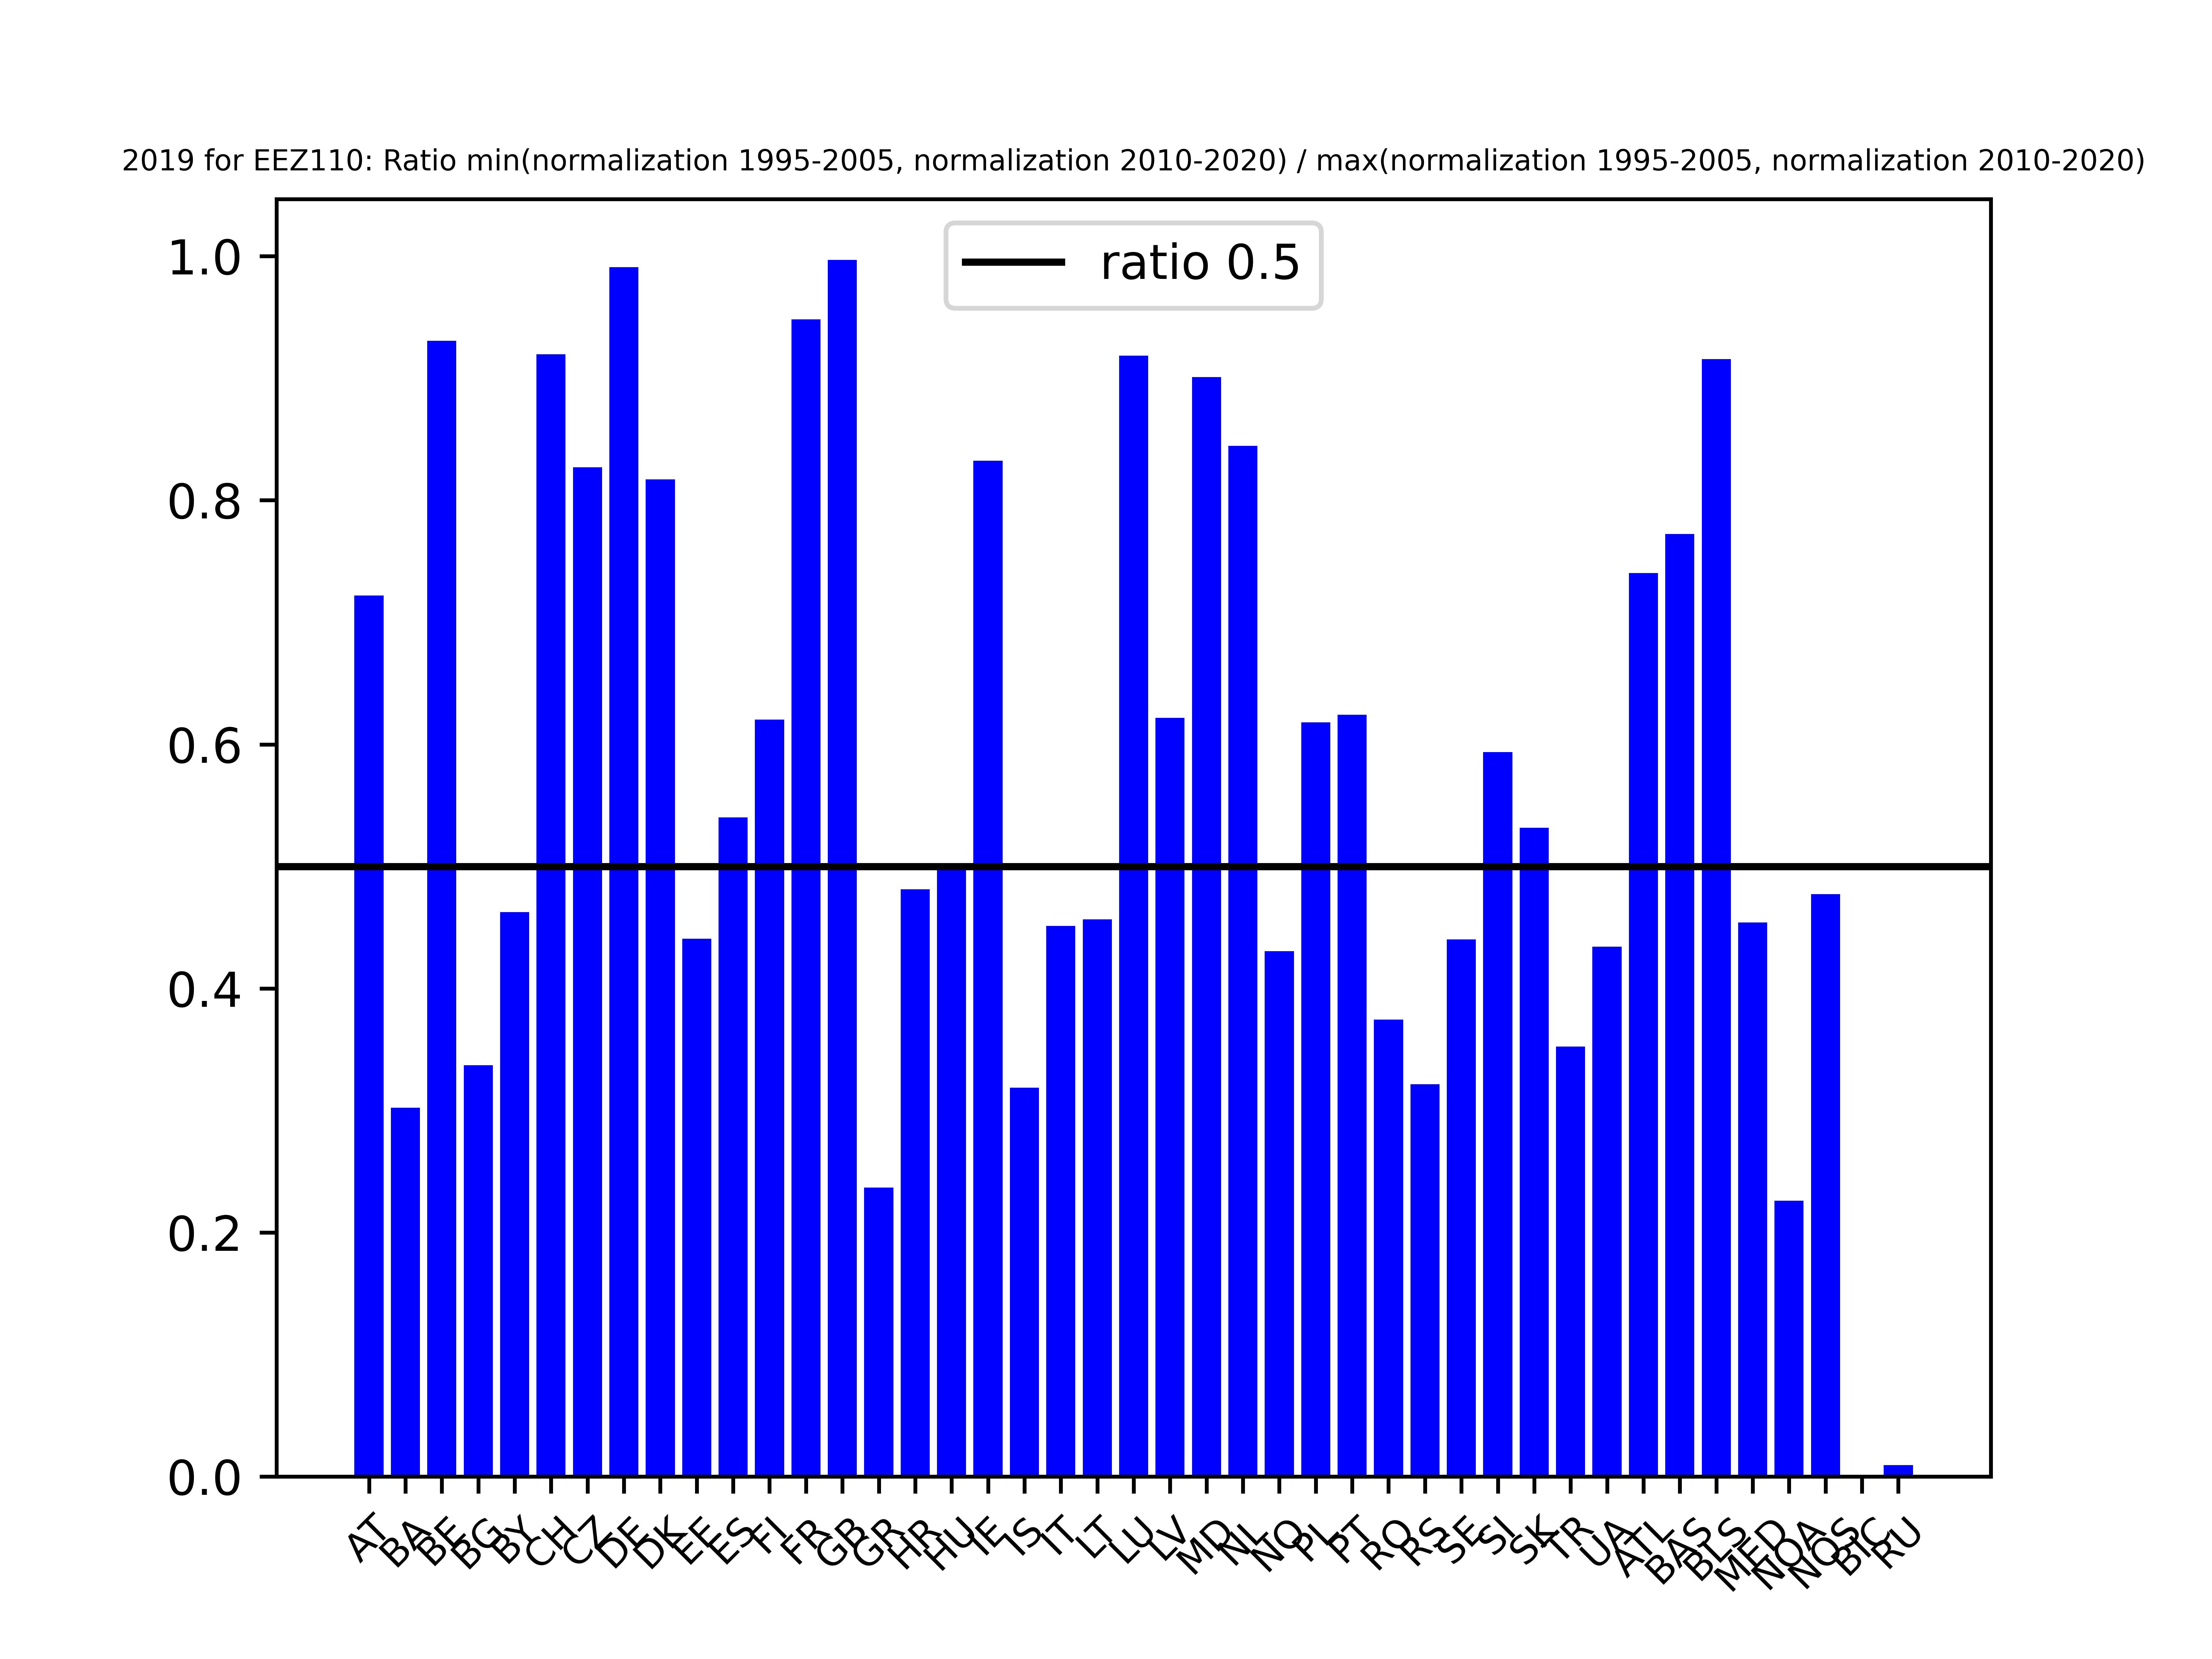 2019 for EEZ110: Ratio min(normalization 1995-2005, normalization 2010-2020) / max(normalization 1995-2005, normalization 2010-2020)
ratio 0.5
1.0
0.8
0.6
0.4
0.2
0.0
AT BA BE BG BY CH CZ DE DK EE ES FI FR GB GR HR HU IE IS IT LT LU LV MD NL NO PL PT RO RS SE SI SK TR UA ATL BAS BTS MED NOA NOS BIC RU